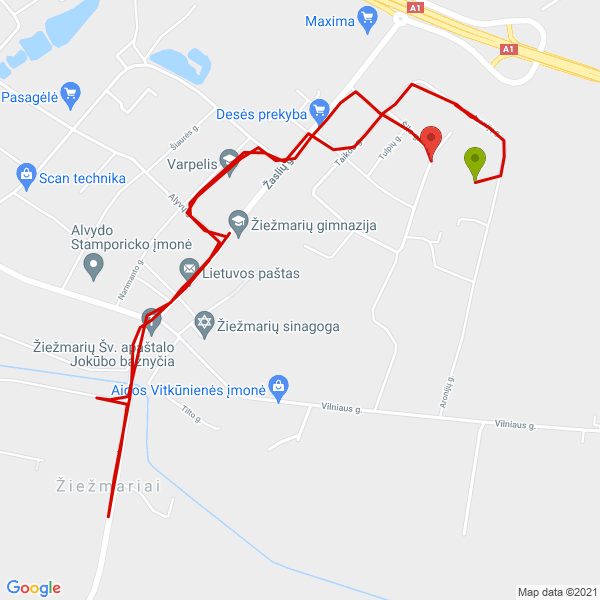 A1
Maxima
A1
Pasagėlė
Desės prekyba
Šiaurės g.
Taikos g.
Tulpių g.
Varpelis
Scan technika
Žaslių g.
Alyvų g.
Žiežmarių gimnazija
Alvydo
Stamporicko įmonė
Narimanto g.
Lietuvos paštas
Žiežmarių sinagoga
Žiežmarių Šv. apaštalo
Jokūbo bažnyčia
Aidos Vitkūnienės įmonė
Tilto g.
Vilniaus g.
Aronijų g.
Vilniaus g.
Žiežmariai
Google
Map data ©2021